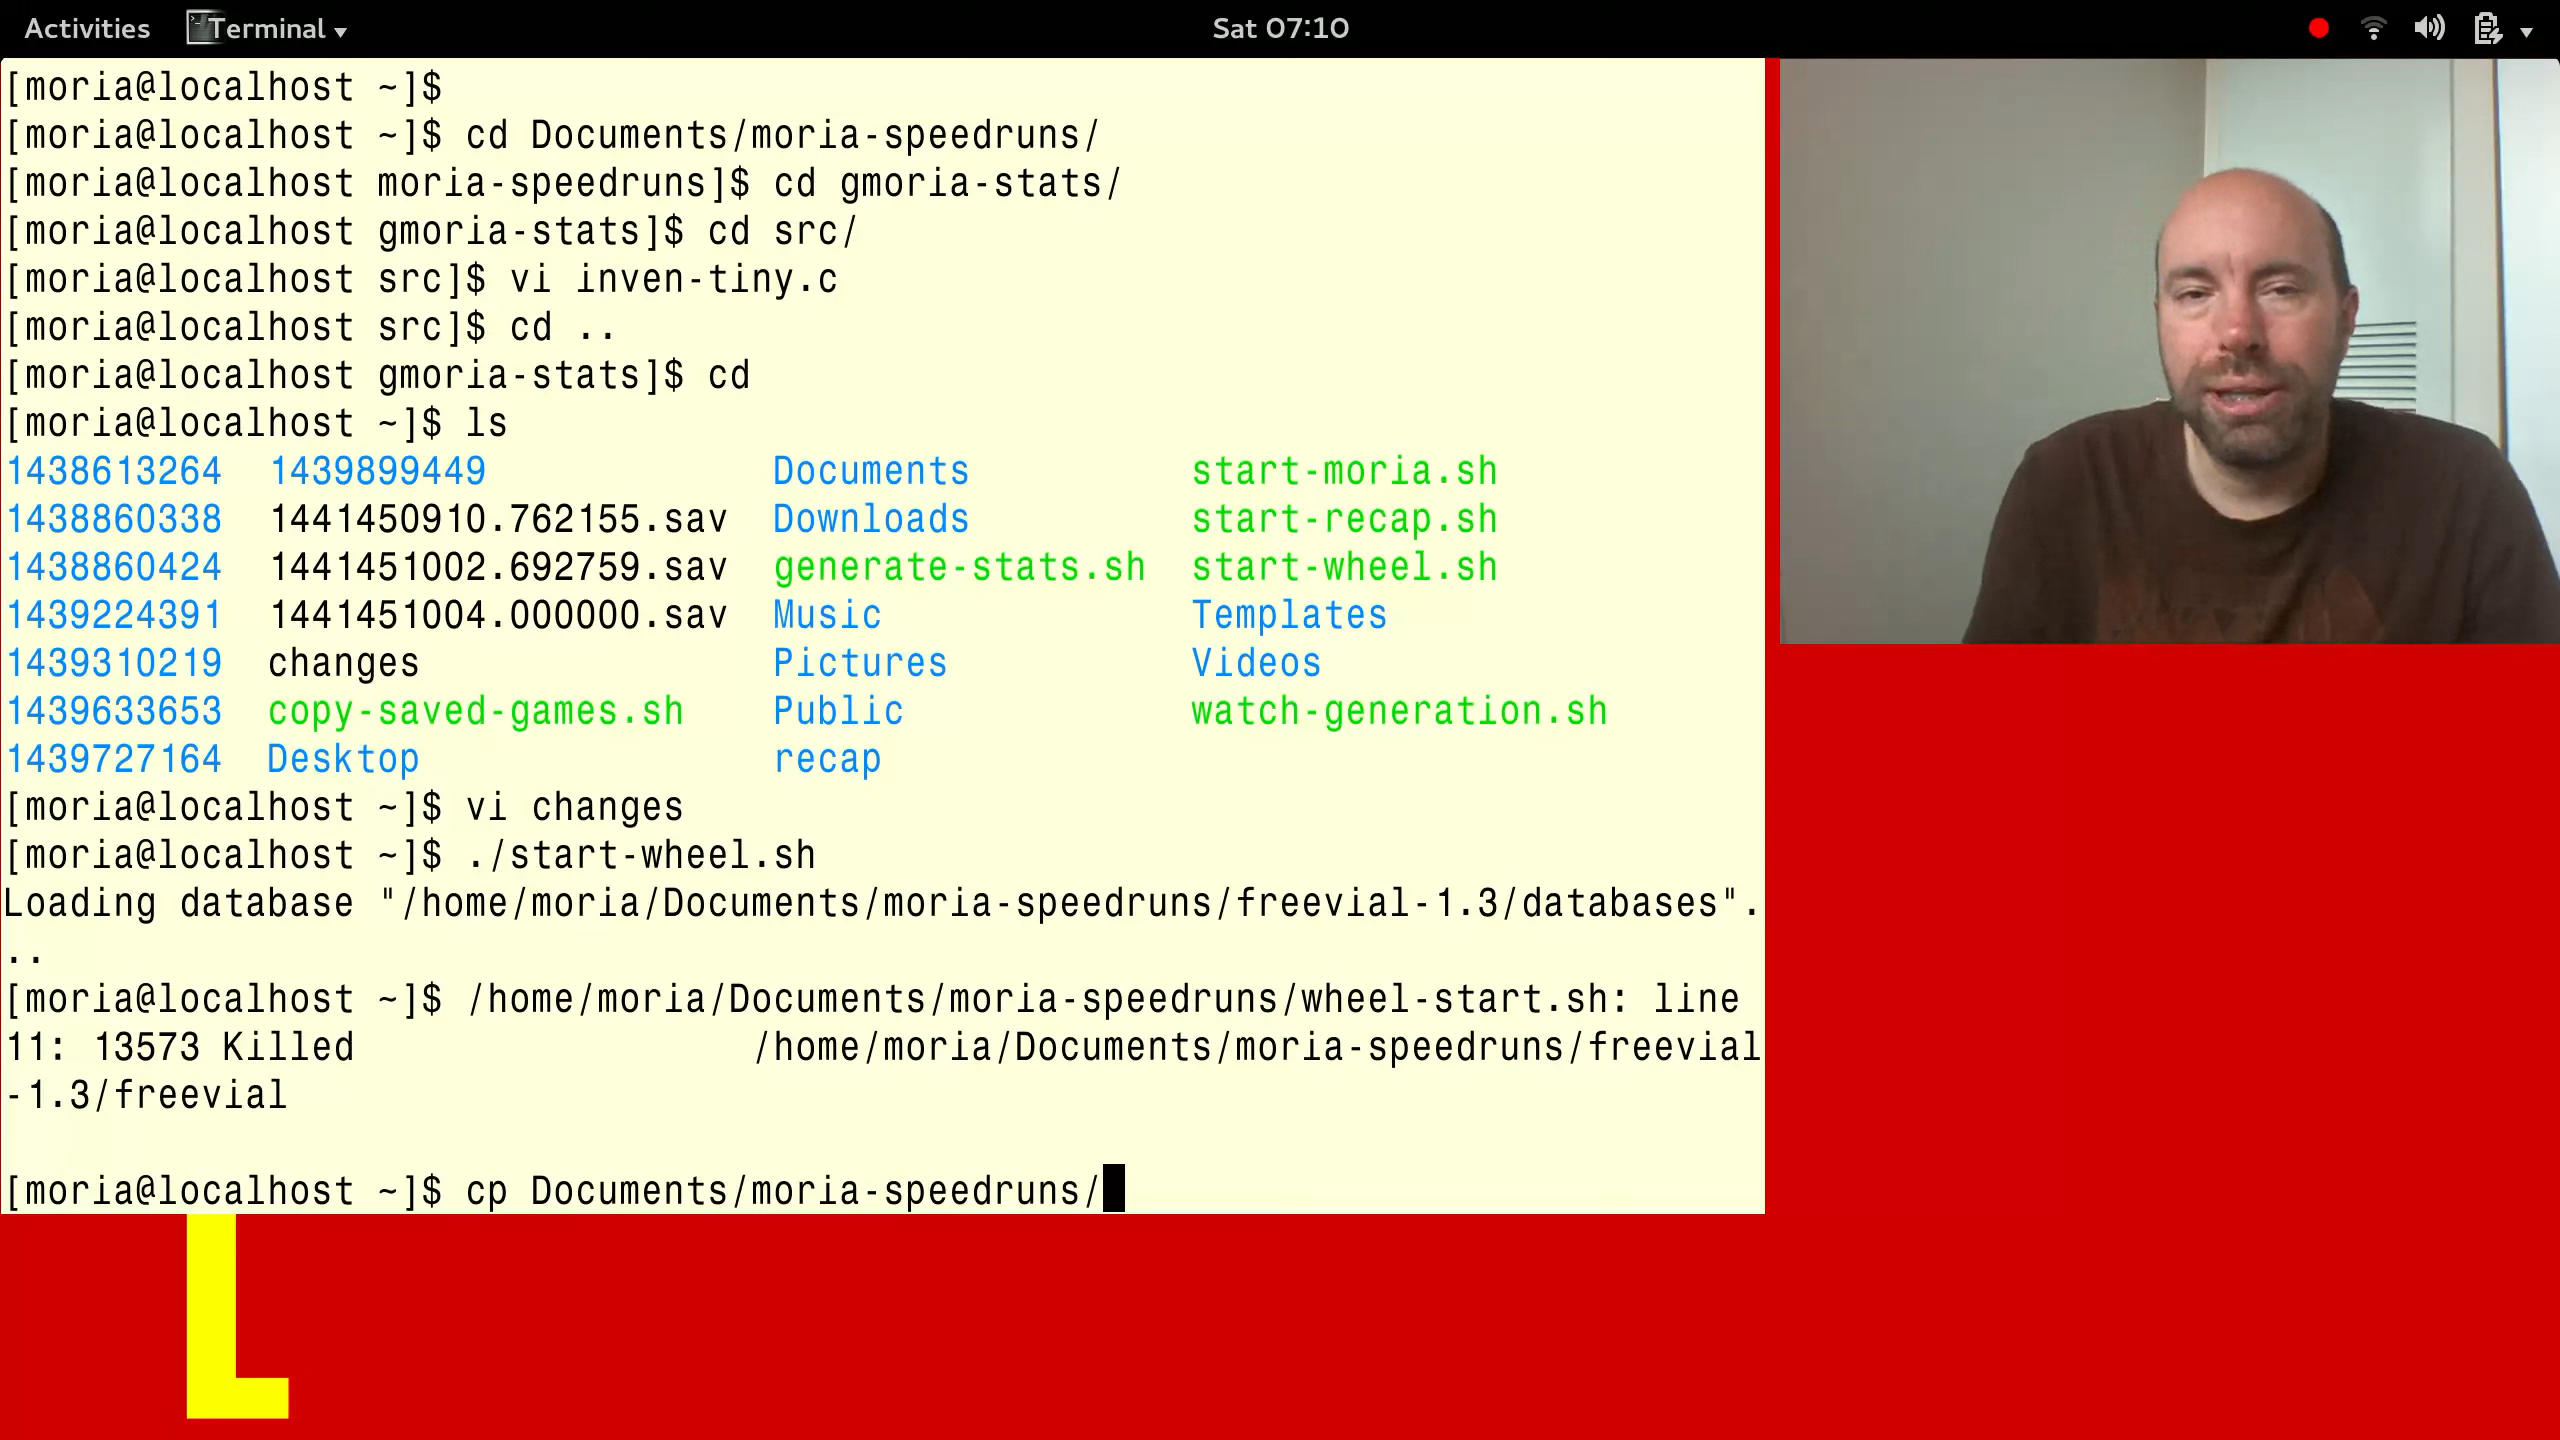 Activities Terminal Sat 07:10
[moria@localhost ~]$
[moria@localhost ~]$ cd Documents/moria-speedruns/
[moria@localhost moria-speedruns]$ cd gmoria-stats/
[moria@localhost gmoria-stats]$ cd src/
[moria@localhost src]$ vi inven-tiny.c
[moria@localhost src]$ cd ..
[moria@localhost gmoria-stats]$ cd
[moria@localhost ~]$ ls
1438613264 1439899449 Documents start-moria.sh
1438860338 1441450910.762155.sav Downloads start-recap.sh
1438860424 1441451002.692759.sav generate-stats.sh start-wheel.sh
1439224391 1441451004.000000.sav Music Templates
1439310219 changes Pictures Videos
1439633653 copy-saved-games.sh Public watch-generation.sh
1439727164 Desktop recap
[moria@localhost ~]$ vi changes
[moria@localhost ~]$ ./start-wheel.sh
Loading database "/home/moria/Documents/moria-speedruns/freevial-1.3/databases".
..
[moria@localhost ~]$ /home/moria/Documents/moria-speedruns/wheel-start.sh: line
11: 13573 Killed /home/moria/Documents/moria-speedruns/freevial
-1.3/freevial
[moria@localhost ~]$ cp Documents/moria-speedruns/
L